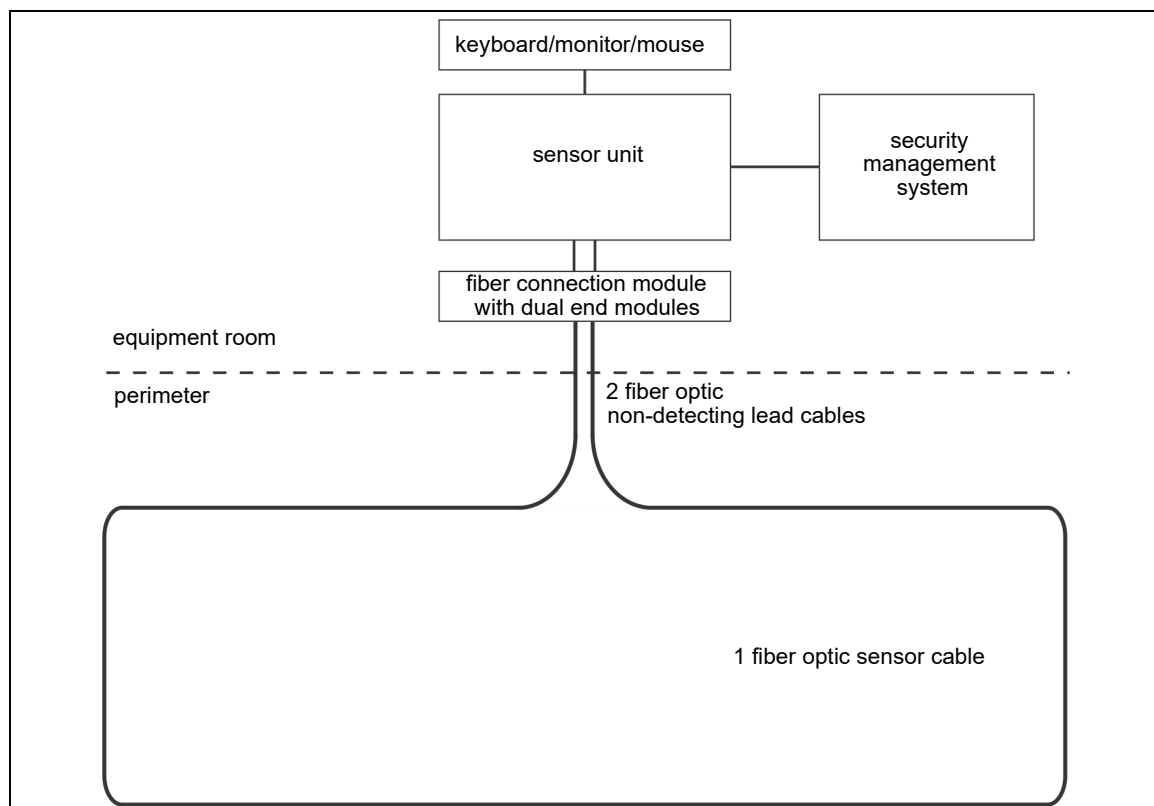 keyboard/monitor/mouse
sensor unit
security
management
system
fiber connection module
with dual end modules
equipment room
perimeter
2 fiber optic
non-detecting lead cables
1 fiber optic sensor cable